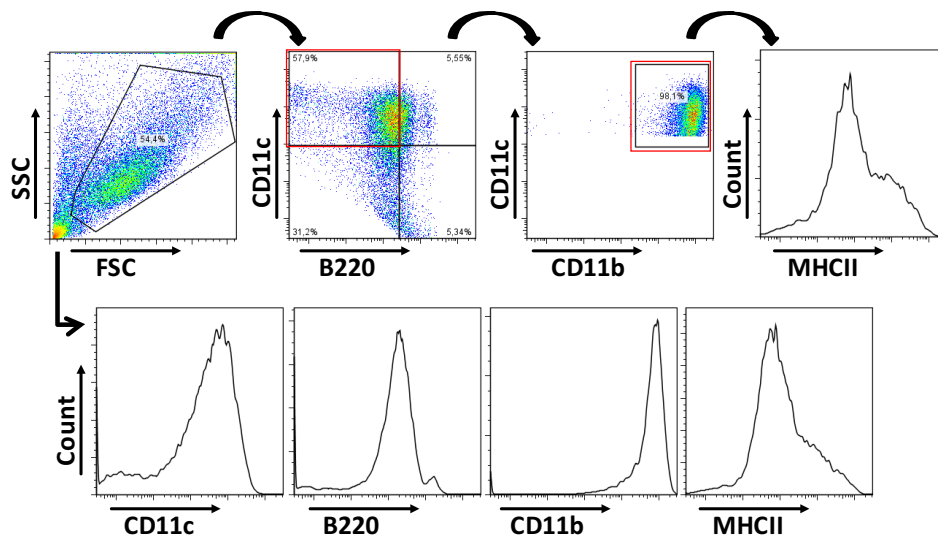 SSC
54,4%
FSC
CD11c
57,9%
5,55%
31,2%
5,34%
B220
CD11c
98,1%
CD11b
Count
MHCII
Count
CD11c
B220
CD11b
MHCII